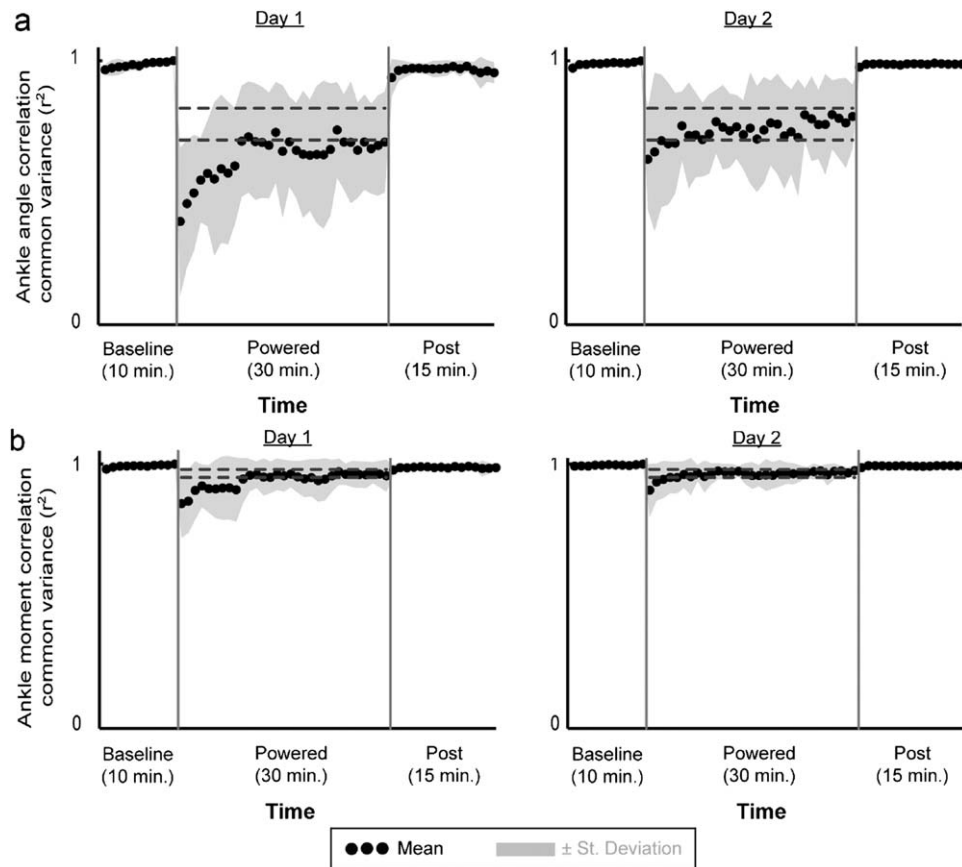 a
Day 1
Day 2
Ankle angle correlation
common variance (r²)
1
0
1
0
Baseline
(10 min.)
Powered
(30 min.)
Post
(15 min.)
Time
Baseline
(10 min.)
Powered
(30 min.)
Post
(15 min.)
Time
b
Day 1
Day 2
Ankle moment correlation
common variance (r²)
1
0
1
0
Baseline
(10 min.)
Powered
(30 min.)
Post
(15 min.)
Time
Baseline
(10 min.)
Powered
(30 min.)
Post
(15 min.)
Time
Mean
± St. Deviation